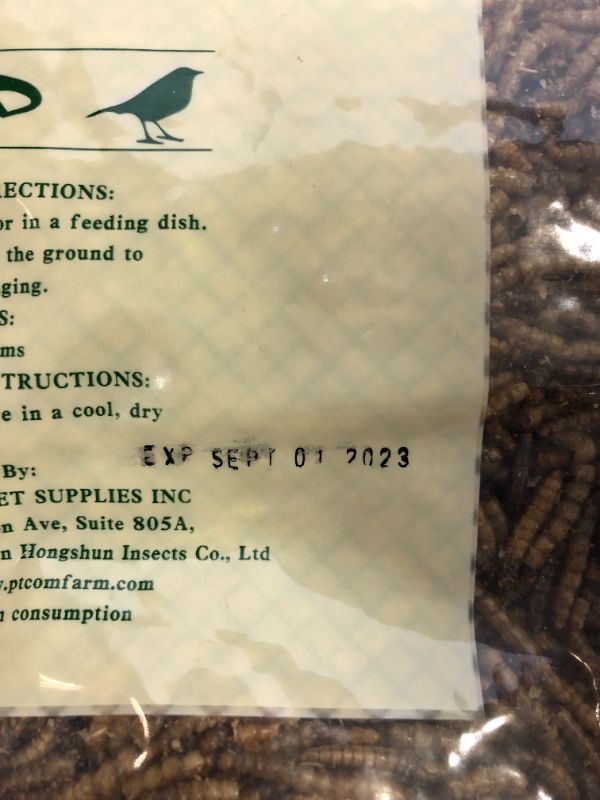 D
ECTIONS:
or in a feeding dish.
the ground to
ging.
S:
ms
TRUCTIONS:
e in a cool, dry
EXP SEPT 01 2023
By:
ET SUPPLIES INC
n Ave, Suite 805A,
n Hongshun Insects Co., Ltd
.ptcomfarm.com
n consumption